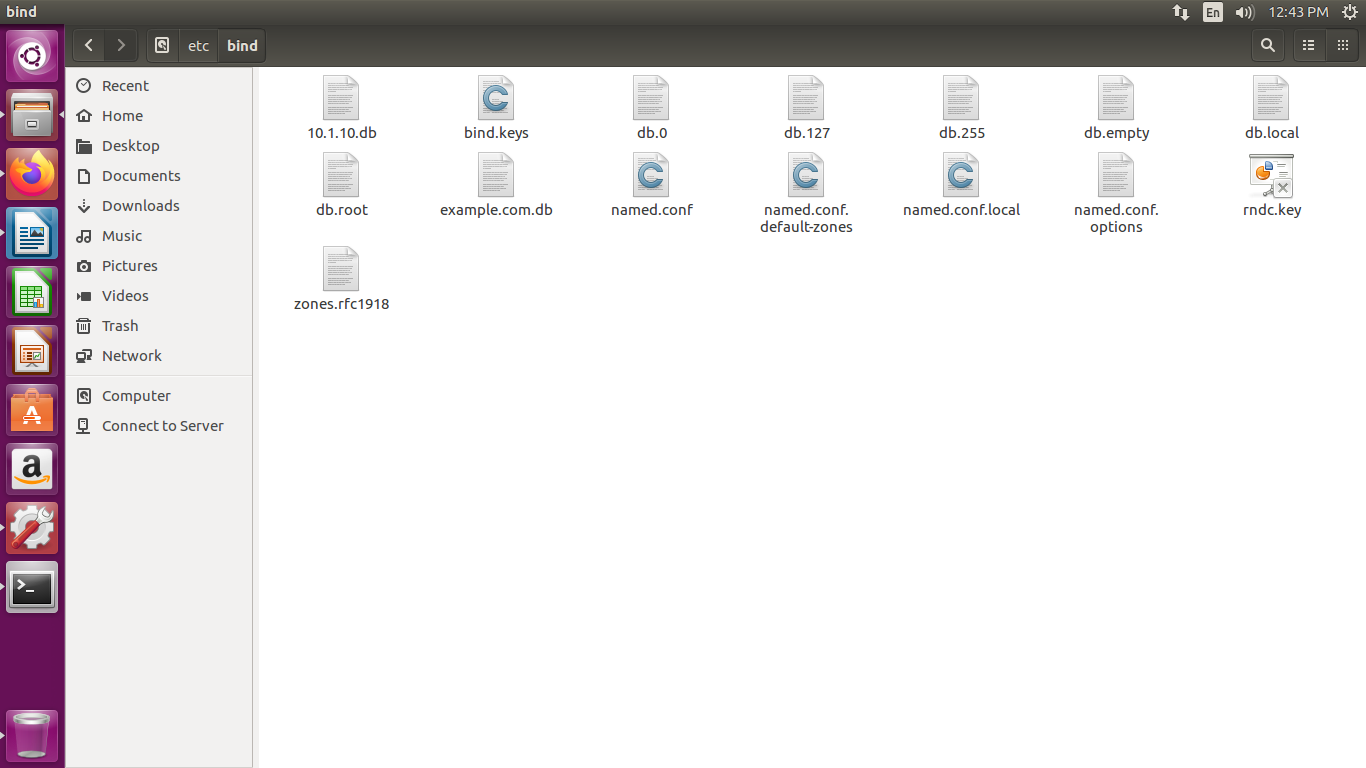 bind
En
12:43 PM
etc
bind
Recent
Home
Desktop
Documents
Downloads
Music
Pictures
Videos
Trash
Network
Computer
Connect to Server
10.1.10.db
bind.keys
db.0
db.127
db.255
db.empty
db.local
db.root
example.com.db
named.conf
named.conf.
default-zones
named.conf.local
named.conf.
options
rndc.key
zones.rfc1918